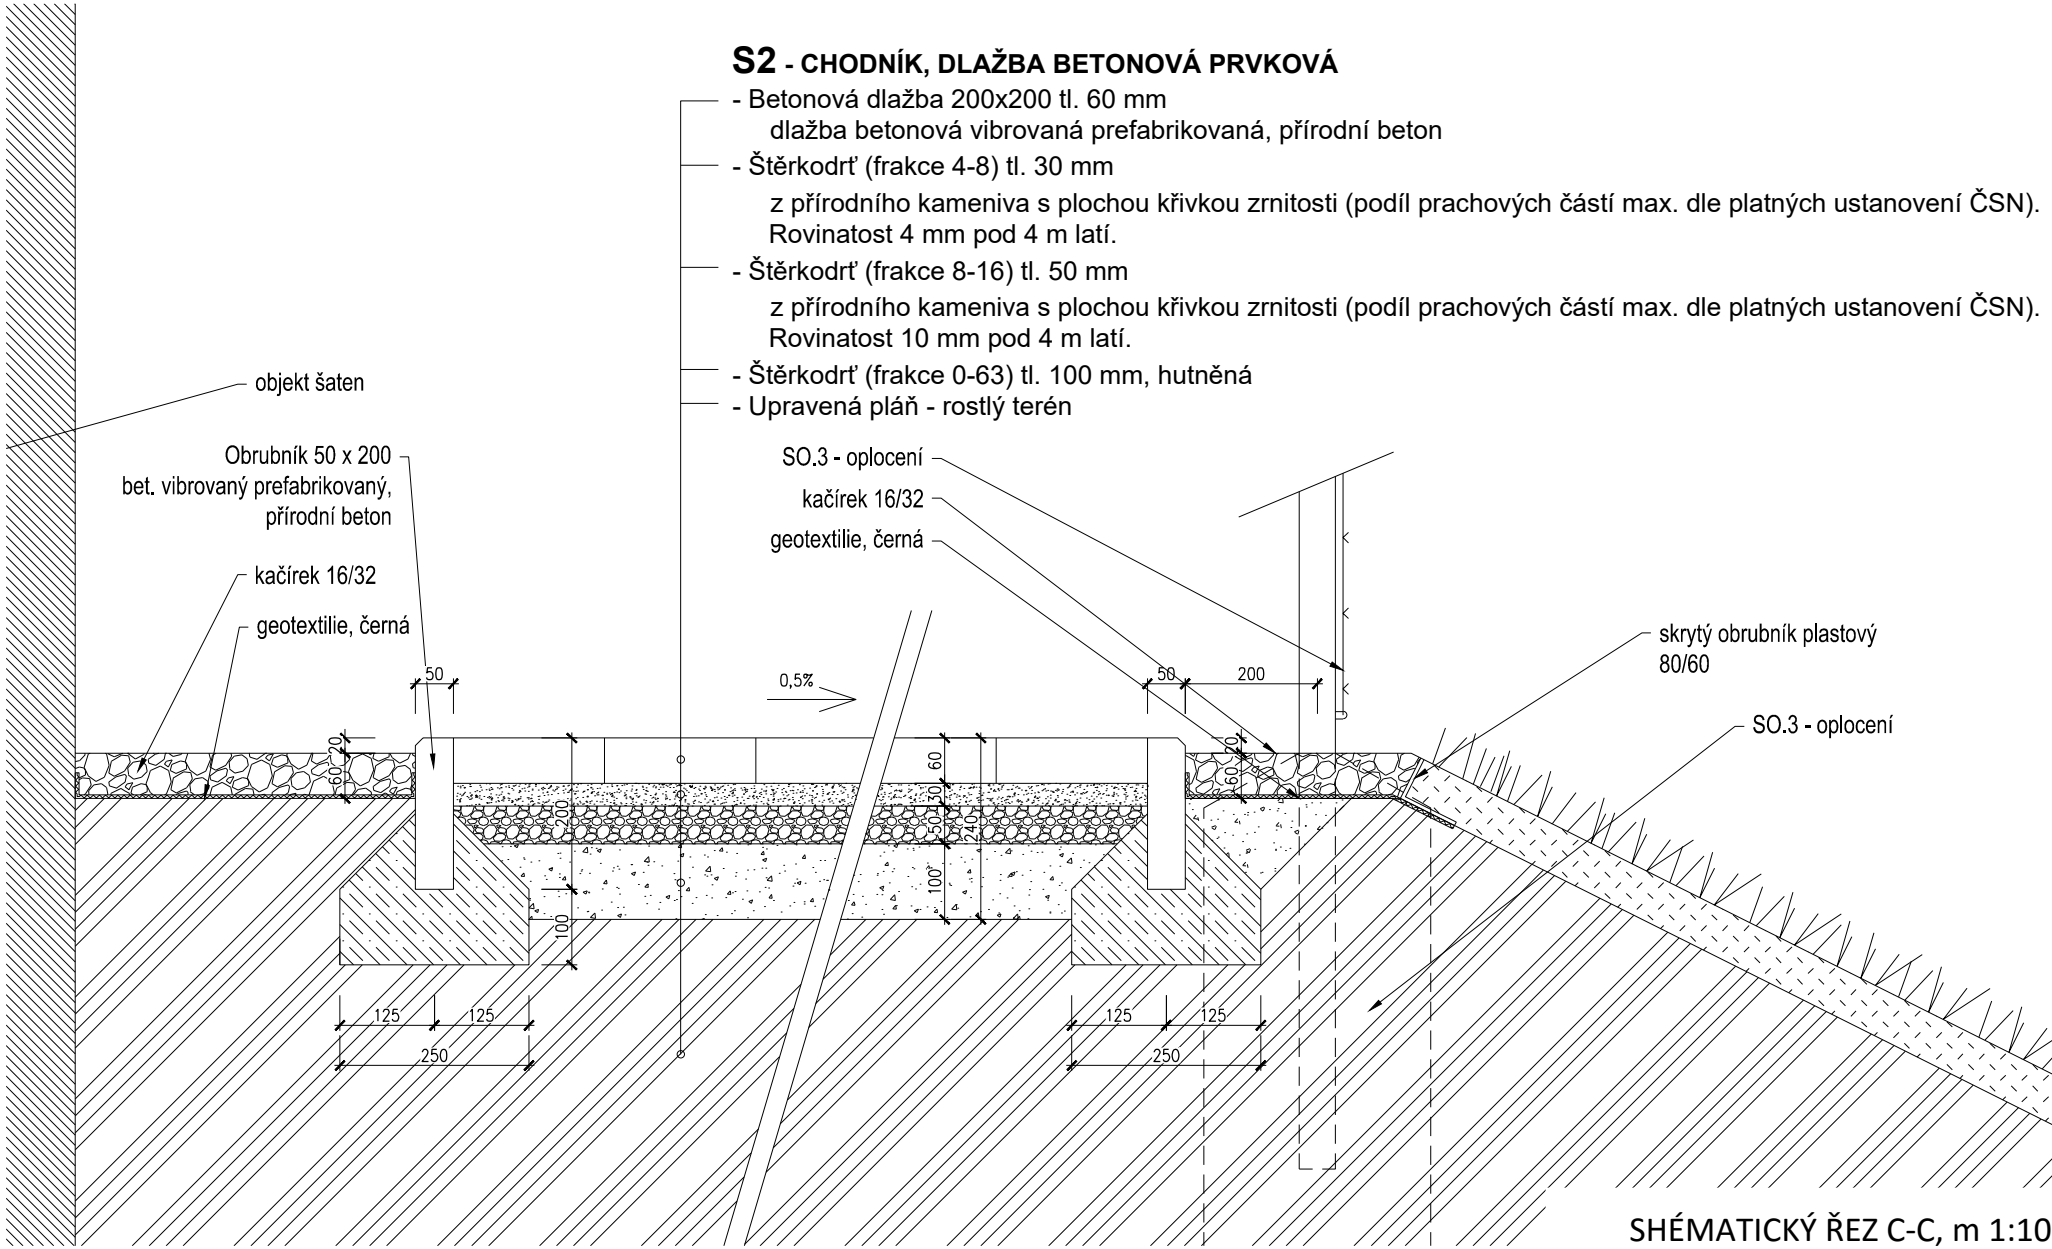 S2 - CHODNÍK, DLAŽBA BETONOVÁ PRVKOVÁ
- Betonová dlažba 200x200 tl. 60 mm
dlažba betonová vibrovaná prefabrikovaná, přírodní beton
- Štěrkodrť (frakce 4-8) tl. 30 mm
z přírodního kameniva s plochou křivkou zrnitosti (podíl prachových částí max. dle platných ustanovení ČSN).
Rovinatost 4 mm pod 4 m latí.
- Štěrkodrť (frakce 8-16) tl. 50 mm
z přírodního kameniva s plochou křivkou zrnitosti (podíl prachových částí max. dle platných ustanovení ČSN).
Rovinatost 10 mm pod 4 m latí.
- Štěrkodrť (frakce 0-63) tl. 100 mm, hutněná
- Upravená pláň - rostlý terén
objekt šaten
Obrubník 50 x 200
bet. vibrovaný prefabrikovaný,
přírodní beton
kačírek 16/32
geotextilie, černá
SO.3 - oplocení
kačírek 16/32
geotextilie, černá
skrytý obrubník plastový
80/60
SO.3 - oplocení
50
0,5%
50
200
20
60
200
100
60
30
50
100
240
20
60
125
125
250
125
125
250
SHÉMATICKÝ ŘEZ C-C, m 1:10